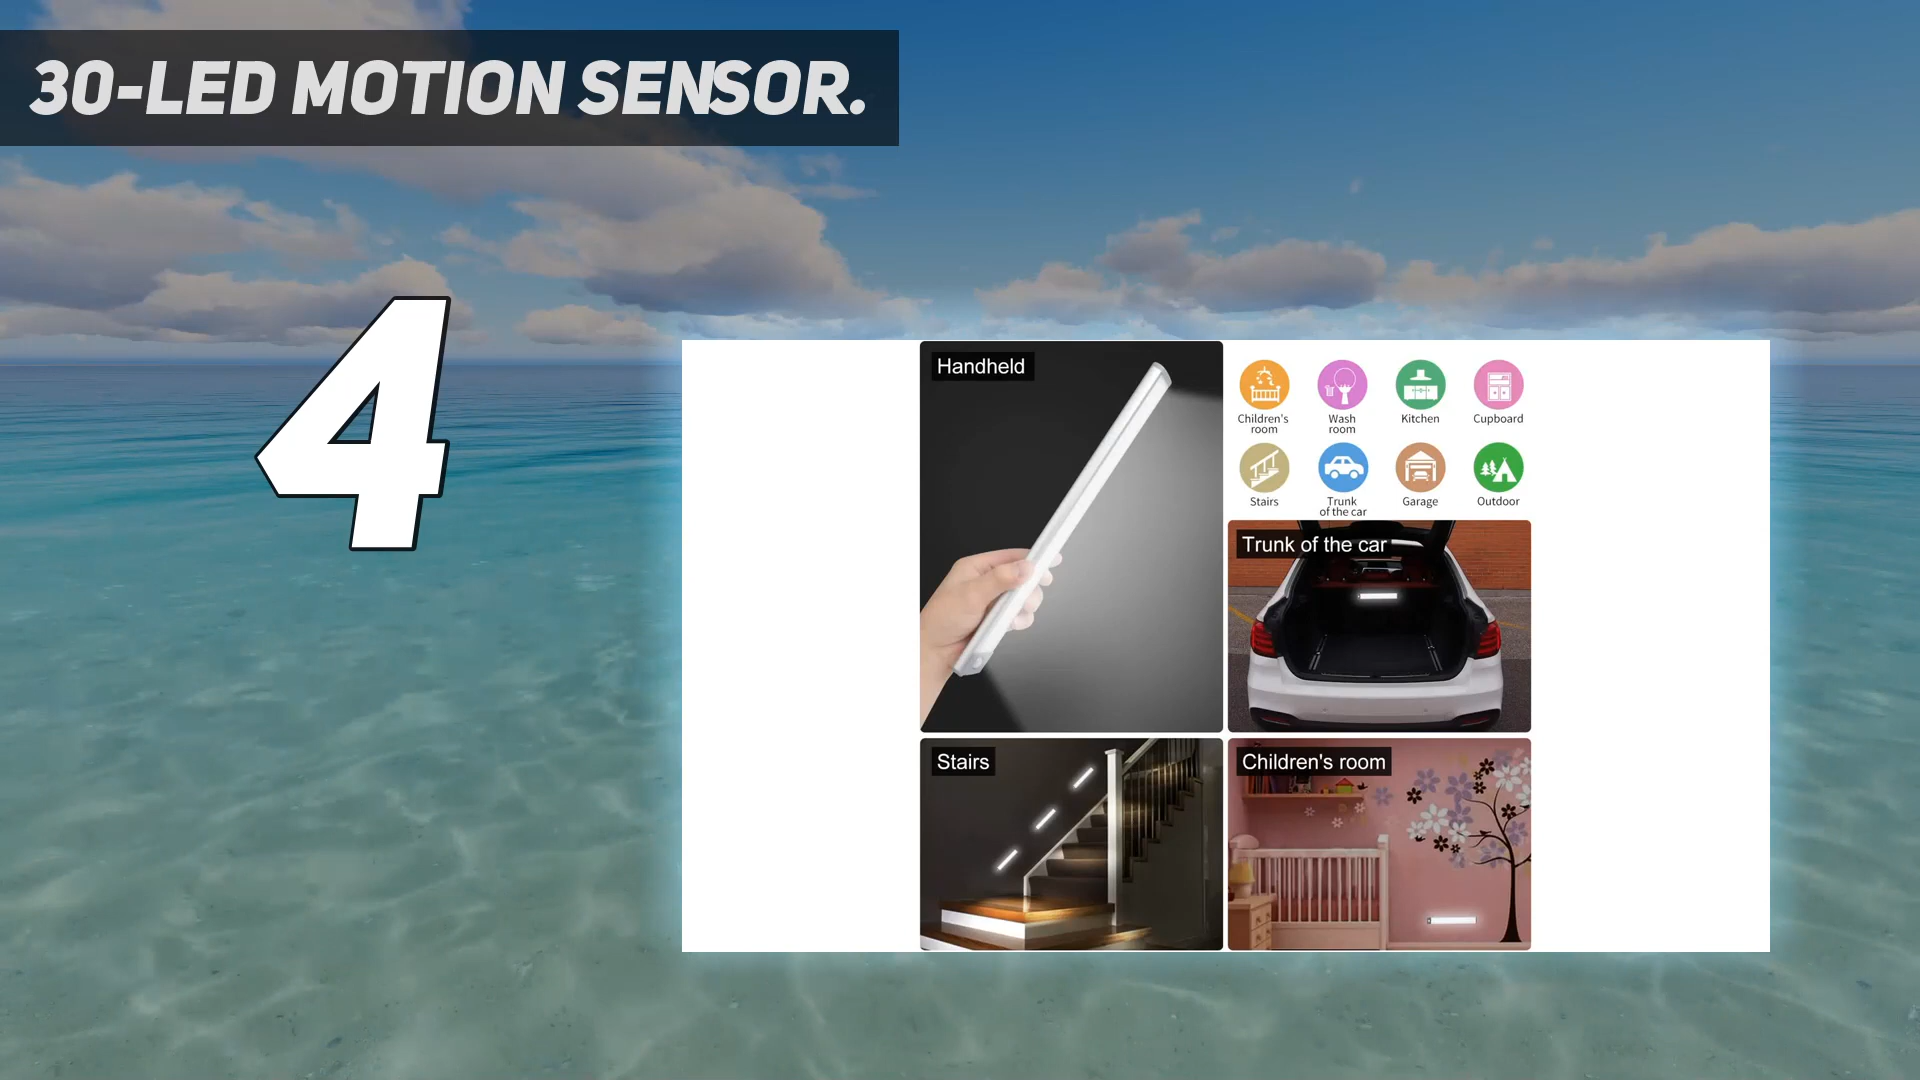 30-LED MOTION SENSOR.
4
Handheld
Children's
room
Wash
room
Kitchen
Cupboard
Stairs
Trunk
of the car
Garage
Outdoor
Trunk of the car
Stairs
Children's room